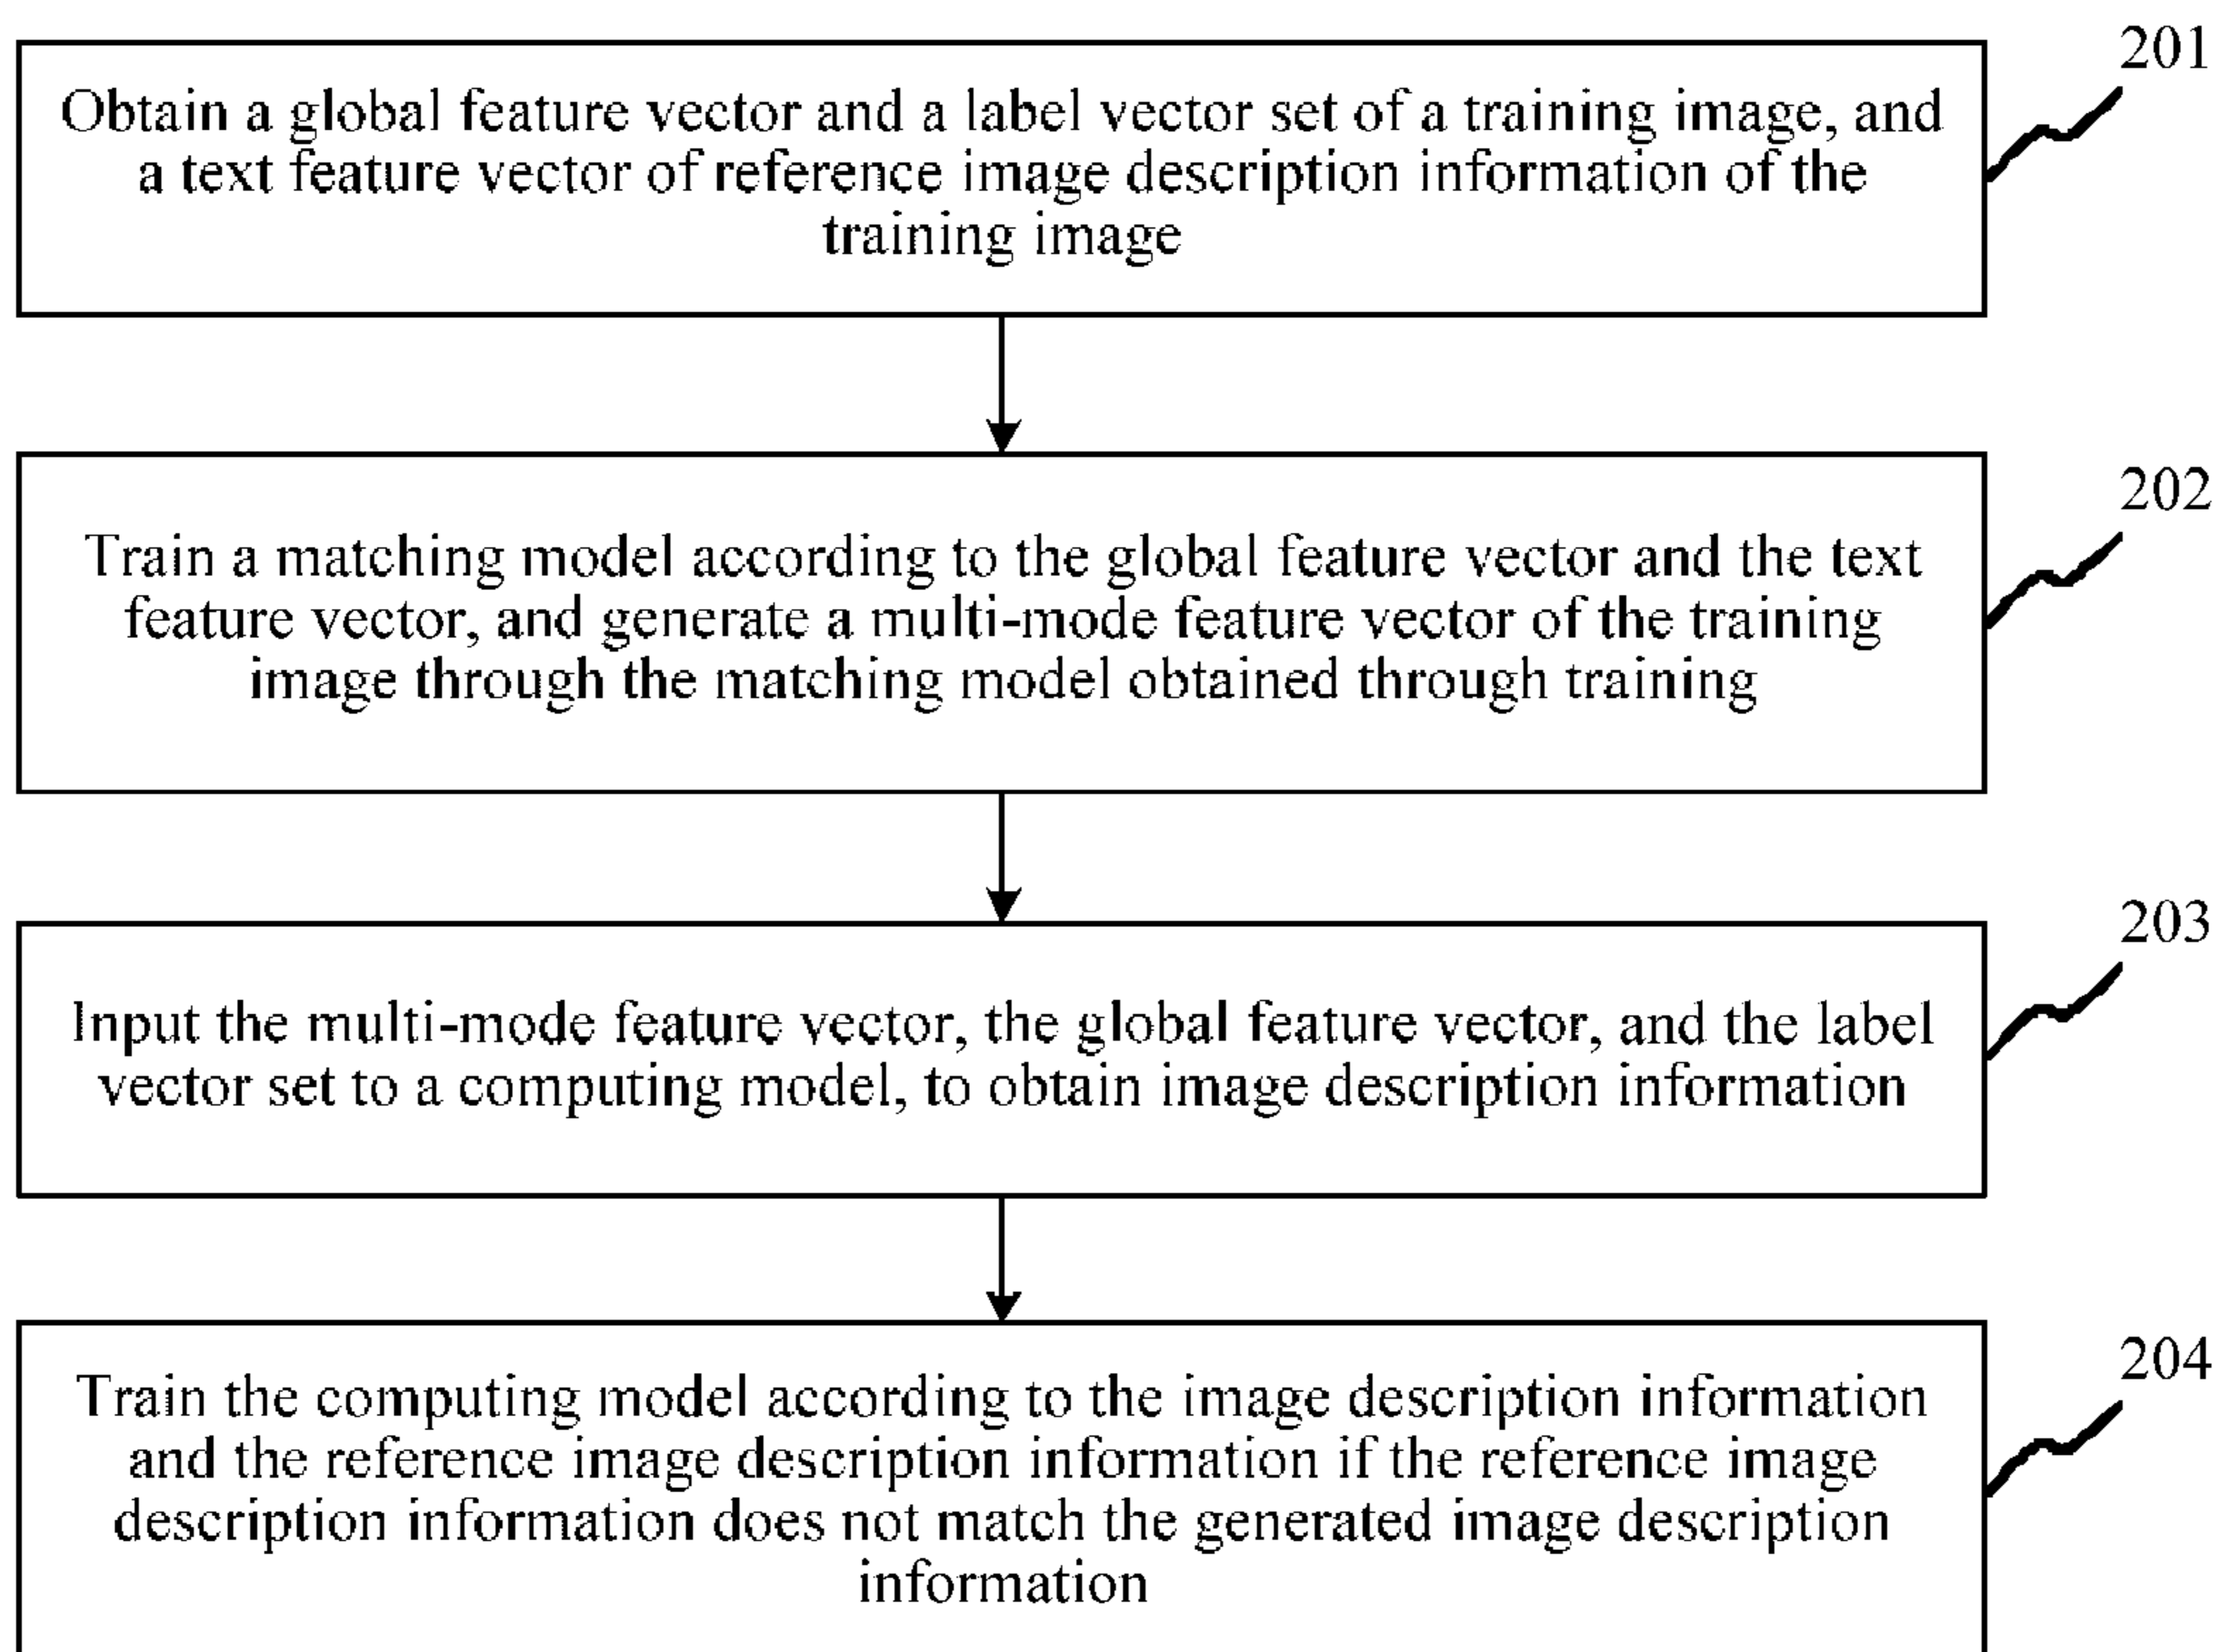 201
Obtain a global feature vector and a label vector set of a training image, and
a text feature vector of reference image description information of the
training image
202
Train a matching model according to the global feature vector and the text
feature vector, and generate a multi-mode feature vector of the training
image through the matching model obtained through training
203
Input the multi-mode feature vector, the global feature vector, and the label
vector set to a computing model, to obtain image description information
204
Train the computing model according to the image description information
and the reference image description information if the reference image
description information does not match the generated image description
information